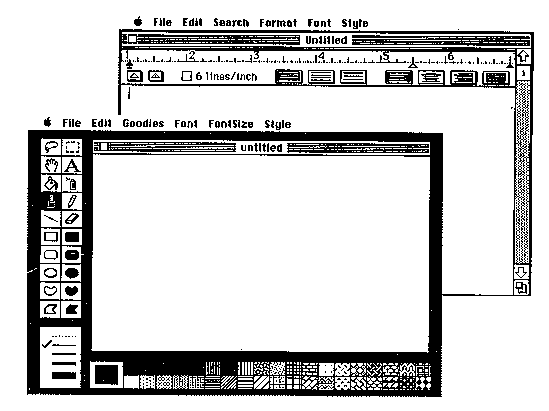 File Edit Search Format Font Style
Untitled
1 2 3 4 5 6
6 lines/inch
File Edit Goodies Font FontSize Style
untitled
A